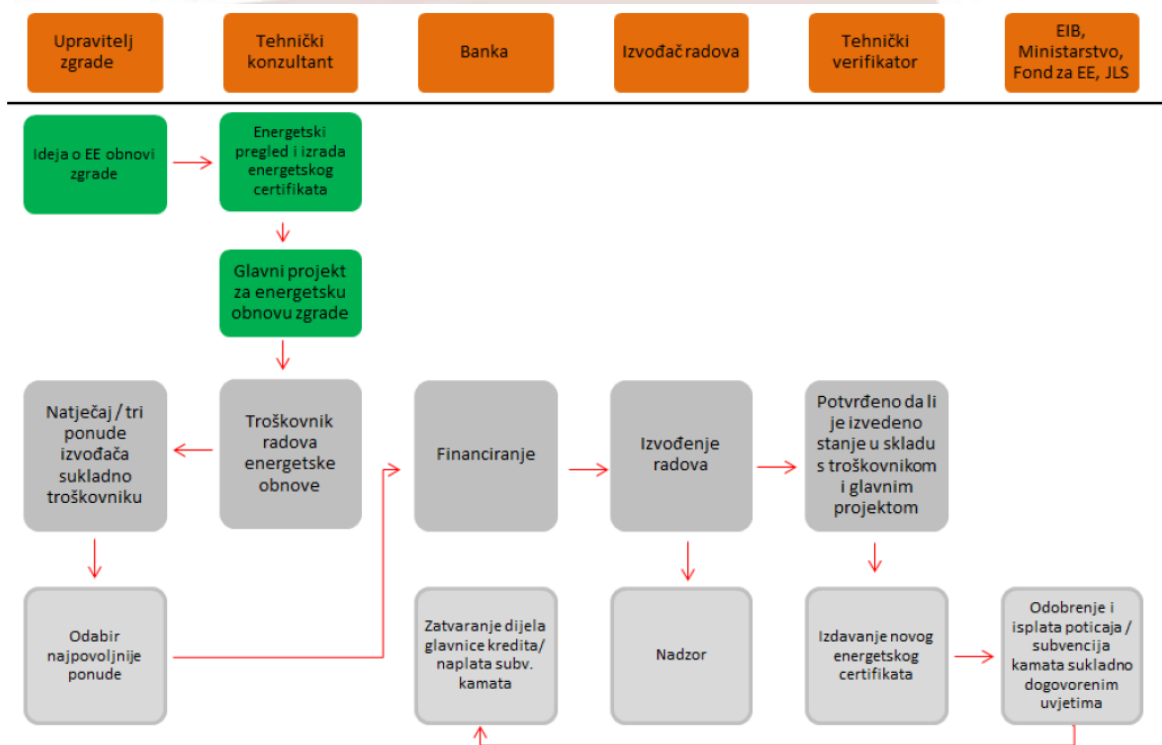 Upravitelj
zgrade
Tehnički
konzultant
Banka
Izvođač radova
Tehnički
verifikator
EIB,
Ministarstvo,
Fond za EE, JLS
Ideja o EE obnovi
zgrade
Energetski
pregled i izrada
energetskog
certifikata
Glavni projekt
za energetsku
obnovu zgrade
Natječaj / tri
ponude
izvođača
sukladno
troškovniku
Troškovnik
radova
energetske
obnove
Financiranje
Izvođenje
radova
Potvrđeno da li
je izvedeno
stanje u skladu
s troškovnikom
i glavnim
projektom
Odabir
najpovoljnije
ponude
Zatvaranje dijela
glavnice kredita/
naplata subv.
kamata
Nadzor
Izdavanje novog
energetskog
certifikata
Odobrenje i
isplata poticaja /
subvencija
kamata sukladno
dogovorenim
uvjetima